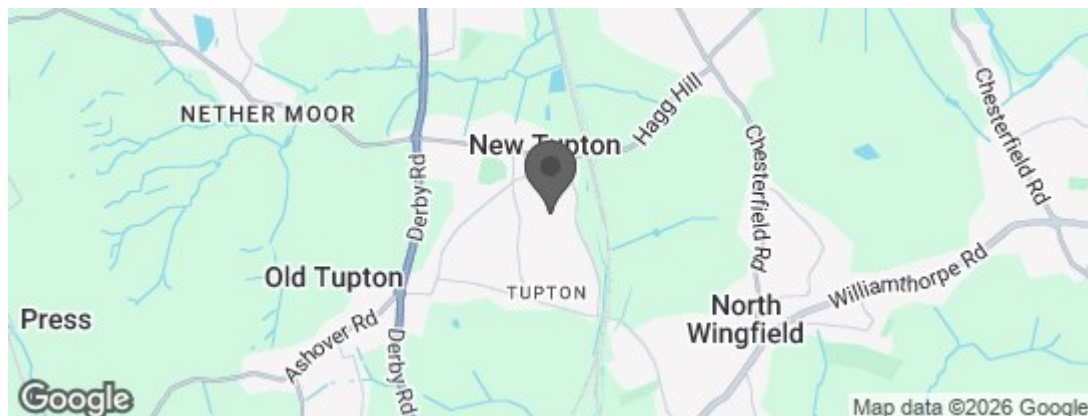 NETHER MOOR
New Tupton
Hagg Hill
Chesterfield Rd
Chesterfield Rd
Derby Rd
Old Tupton
TUPTON
Williamthorpe Rd
North
Wingfield
Press
Ashover Rd
Derby Rd
Google
Map data ©2026 Google